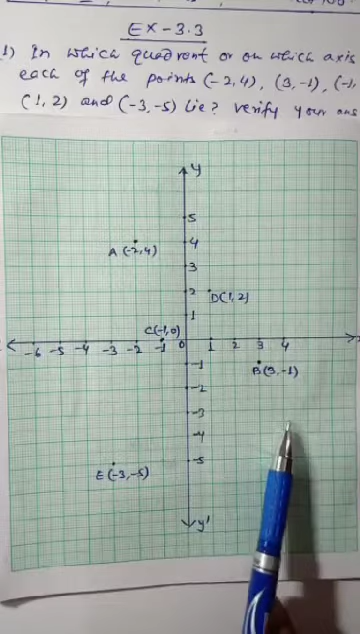 EX-3.3
1) In which quadrant or on which axis
each of the points (-2,4), (3,-1), (-1,
(1,2) and (-3,-5) lie? Verify your ans
y
5
A (-2,4) 4
3
2 D(1,2)
1
C(-1,0)
-6 -5 -4 -3 -2 -1 0 1 2 3 4
-1
B(3,-1)
-2
-3
-4
-5
E(-3,-5)
y'